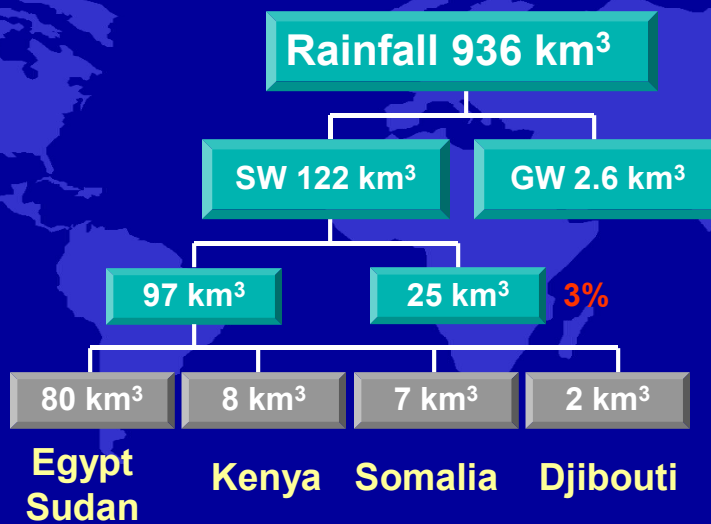 Rainfall 936 km³
SW 122 km³
GW 2.6 km³
97 km³
25 km³
3%
80 km³
8 km³
7 km³
2 km³
Egypt
Sudan
Kenya
Somalia
Djibouti